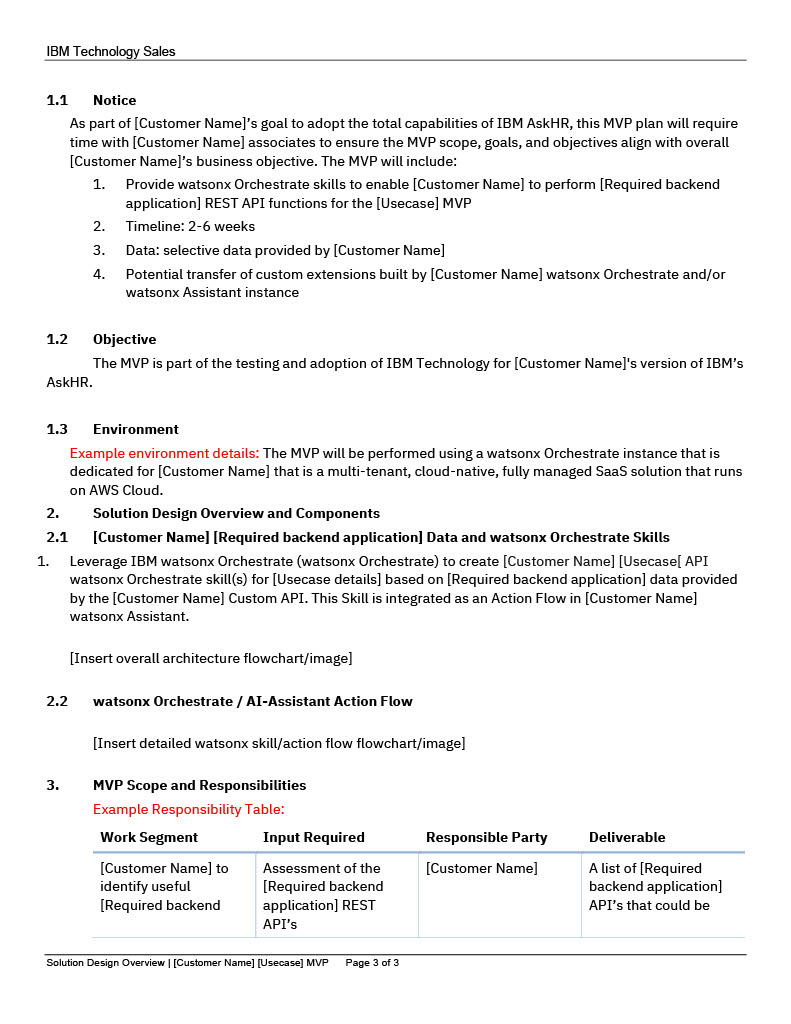 IBM Technology Sales
1.1 Notice
As part of [Customer Name]’s goal to adopt the total capabilities of IBM AskHR, this MVP plan will require
time with [Customer Name] associates to ensure the MVP scope, goals, and objectives align with overall
[Customer Name]’s business objective. The MVP will include:
1. Provide watsonx Orchestrate skills to enable [Customer Name] to perform [Required backend
application] REST API functions for the [Usecase] MVP
2. Timeline: 2-6 weeks
3. Data: selective data provided by [Customer Name]
4. Potential transfer of custom extensions built by [Customer Name] watsonx Orchestrate and/or
watsonx Assistant instance
1.2 Objective
The MVP is part of the testing and adoption of IBM Technology for [Customer Name]'s version of IBM’s
AskHR.
1.3 Environment
Example environment details: The MVP will be performed using a watsonx Orchestrate instance that is
dedicated for [Customer Name] that is a multi-tenant, cloud-native, fully managed SaaS solution that runs
on AWS Cloud.
2. Solution Design Overview and Components
2.1 [Customer Name] [Required backend application] Data and watsonx Orchestrate Skills
1. Leverage IBM watsonx Orchestrate (watsonx Orchestrate) to create [Customer Name] [Usecase[ API
watsonx Orchestrate skill(s) for [Usecase details] based on [Required backend application] data provided
by the [Customer Name] Custom API. This Skill is integrated as an Action Flow in [Customer Name]
watsonx Assistant.
[Insert overall architecture flowchart/image]
2.2 watsonx Orchestrate / AI-Assistant Action Flow
[Insert detailed watsonx skill/action flow flowchart/image]
3. MVP Scope and Responsibilities
Example Responsibility Table:
Work Segment Input Required Responsible Party Deliverable
[Customer Name] to Assessment of the [Customer Name] A list of [Required
identify useful [Required backend backend application]
[Required backend application] REST API’s that could be
API’s
Solution Design Overview | [Customer Name] [Usecase] MVP Page 3 of 3